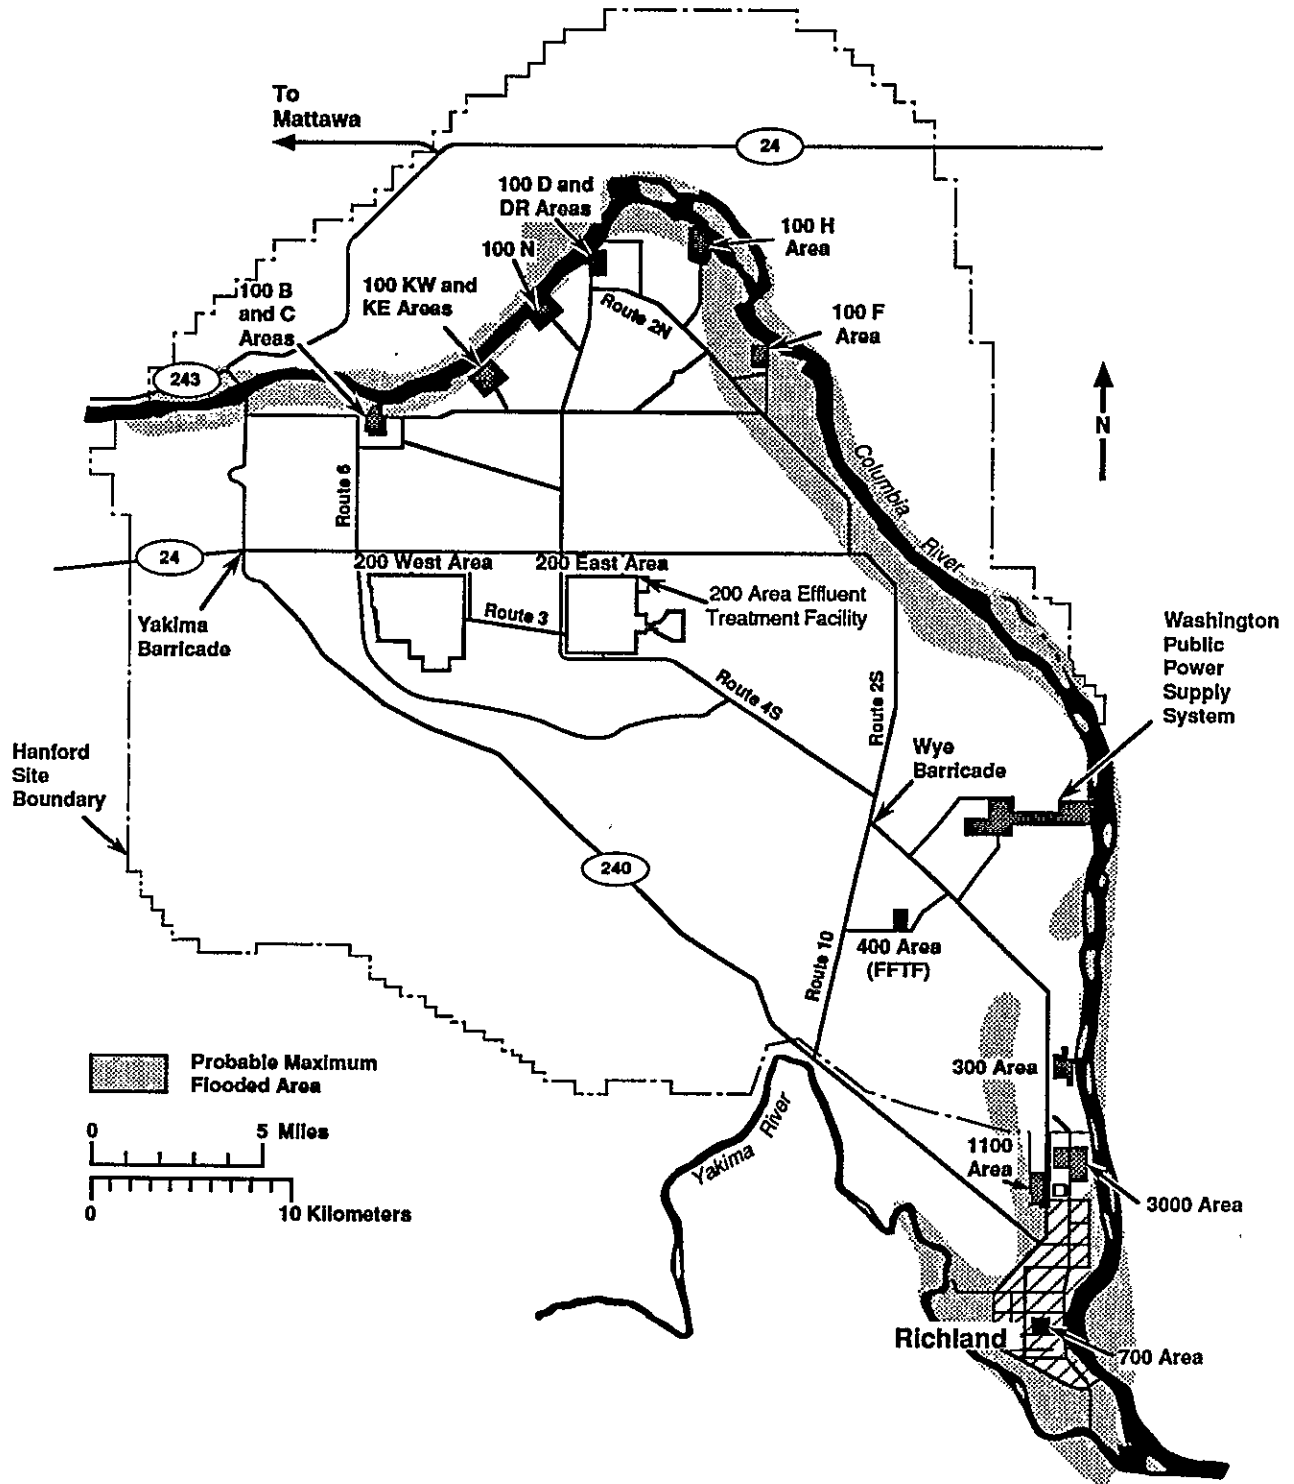 To
Mattawa
24
100 D and
DR Areas
100 H
Area
100 N
100 KW and
KE Areas
100 B
and C
Areas
Route 2N
100 F
Area
243
N
Columbia
River
Route 6
24
200 West Area
200 East Area
200 Area Effluent
Treatment Facility
Route 3
Yakima
Barricade
Washington
Public
Power
Supply
System
Route 4S
Route 2S
Wye
Barricade
Hanford
Site
Boundary
240
400 Area
(FFTF)
Route 10
Probable Maximum
Flooded Area
300 Area
0 5 Miles
0 10 Kilometers
Yakima
River
1100
Area
3000 Area
Richland
700 Area